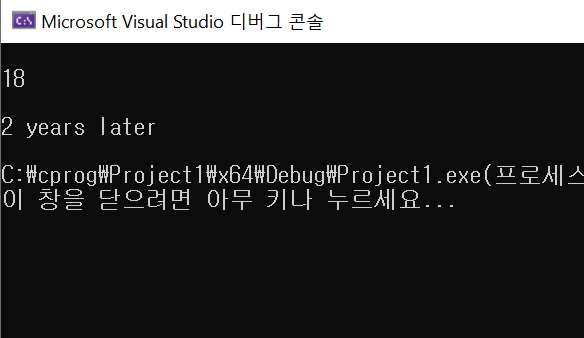 C:\
Microsoft Visual Studio 디버그 콘솔
18
2 years later
C:₩cprog₩Project1₩x64₩Debug₩Project1.exe(프로세스
이 창을 닫으려면 아무 키나 누르세요...